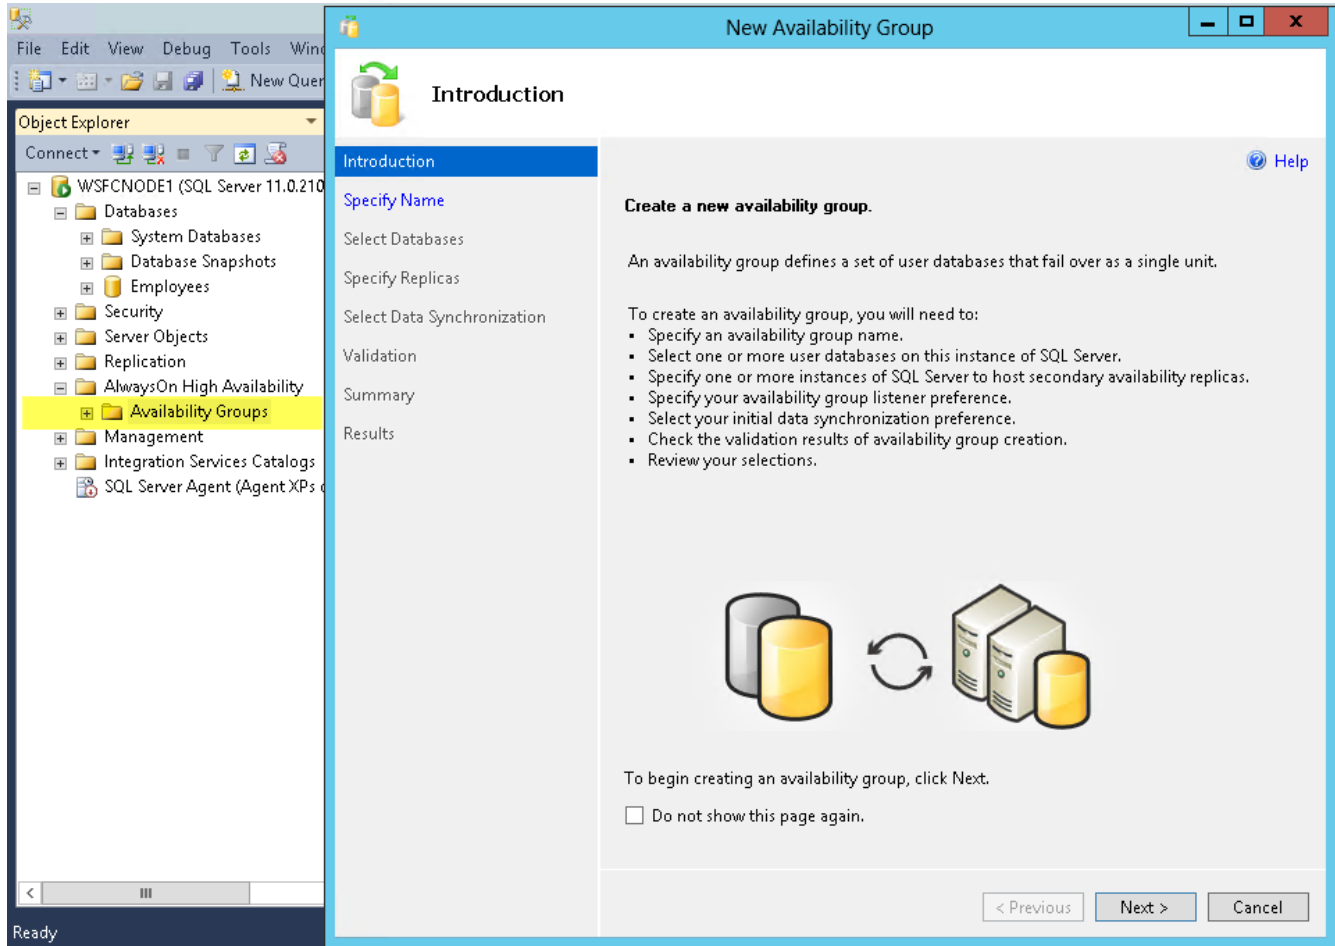 New Availability Group
File Edit View Debug Tools
New Quer
Introduction
Object Explorer
Connect
WSFCNODE1 (SQL Server 11.0.210
Databases
System Databases
Database Snapshots
Employees
Security
Server Objects
Replication
AlwaysOn High Availability
Availability Groups
Management
Integration Services Catalogs
SQL Server Agent (Agent XPs
Ready
Introduction
Specify Name
Select Databases
Specify Replicas
Select Data Synchronization
Validation
Summary
Results
Help
Create a new availability group.
An availability group defines a set of user databases that fail over as a single unit.
To create an availability group, you will need to:
▪ Specify an availability group name.
▪ Select one or more user databases on this instance of SQL Server.
▪ Specify one or more instances of SQL Server to host secondary availability replicas.
▪ Specify your availability group listener preference.
▪ Select your initial data synchronization preference.
▪ Check the validation results of availability group creation.
▪ Review your selections.
To begin creating an availability group, click Next.
Do not show this page again.
< Previous Next > Cancel